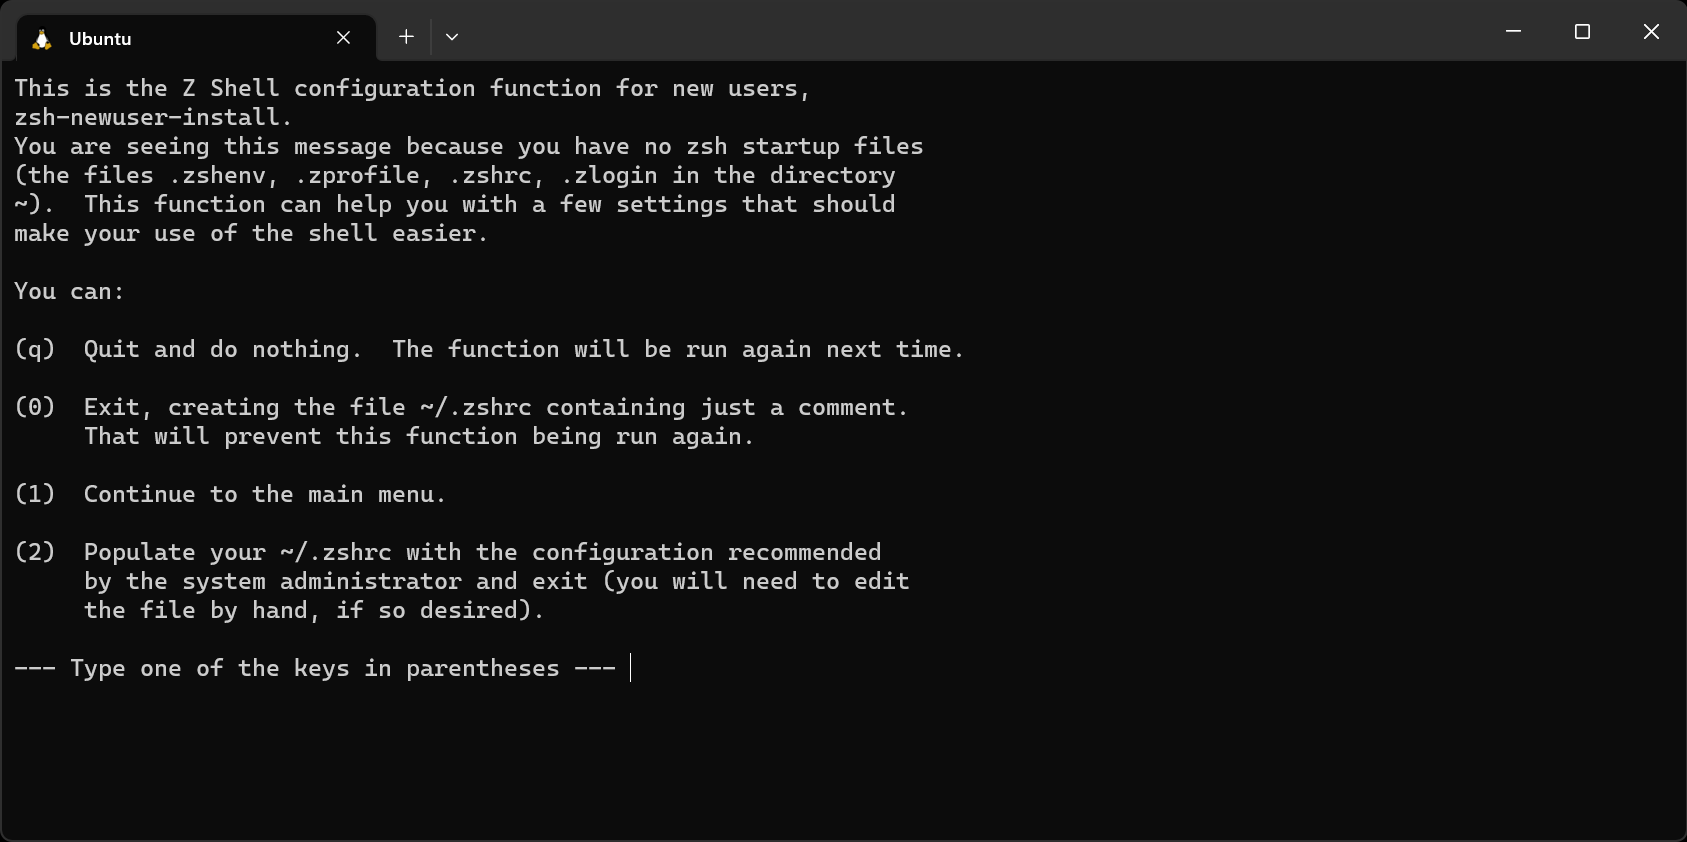 Ubuntu
This is the Z Shell configuration function for new users,
zsh-newuser-install.
You are seeing this message because you have no zsh startup files
(the files .zshenv, .zprofile, .zshrc, .zlogin in the directory
~).  This function can help you with a few settings that should
make your use of the shell easier.

You can:

(q)  Quit and do nothing.  The function will be run again next time.

(0)  Exit, creating the file ~/.zshrc containing just a comment.
     That will prevent this function being run again.

(1)  Continue to the main menu.

(2)  Populate your ~/.zshrc with the configuration recommended
     by the system administrator and exit (you will need to edit
     the file by hand, if so desired).

--- Type one of the keys in parentheses ---